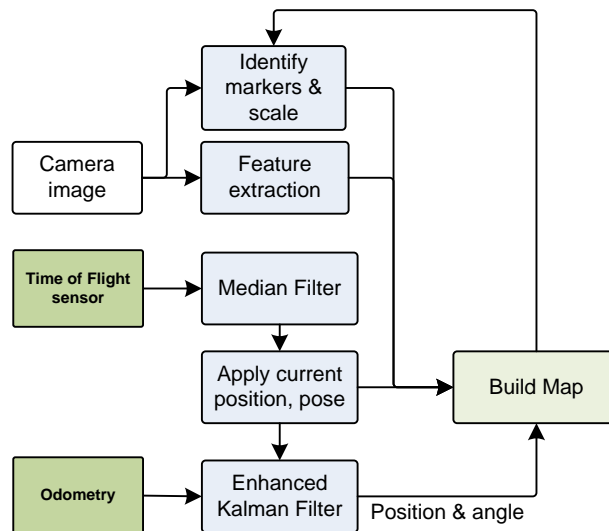 Identify
markers &
scale
Camera
image
Feature
extraction
Time of Flight
sensor
Median Filter
Apply current
position, pose
Build Map
Odometry
Enhanced
Kalman Filter
Position & angle